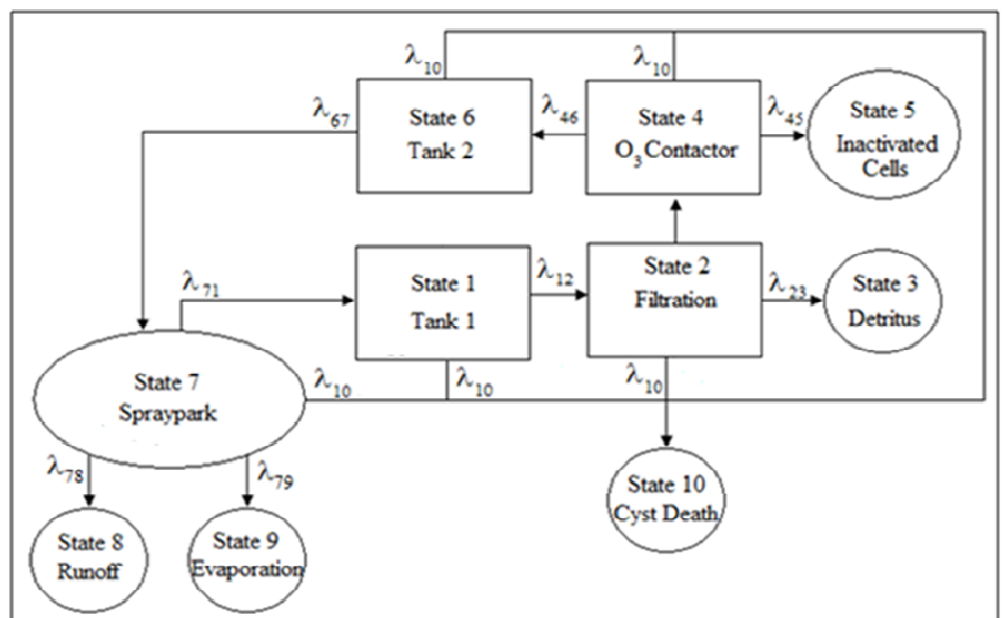 λ10
λ10
λ67
State 6
Tank 2
λ46
State 4
O3 Contactor
λ45
State 5
Inactivated
Cells
λ71
State 1
Tank 1
λ12
State 2
Filtration
λ23
State 3
Detritus
State 7
Spraypark
λ10
λ10
λ10
λ78
λ79
State 8
Runoff
State 9
Evaporation
State 10
Cyst Death